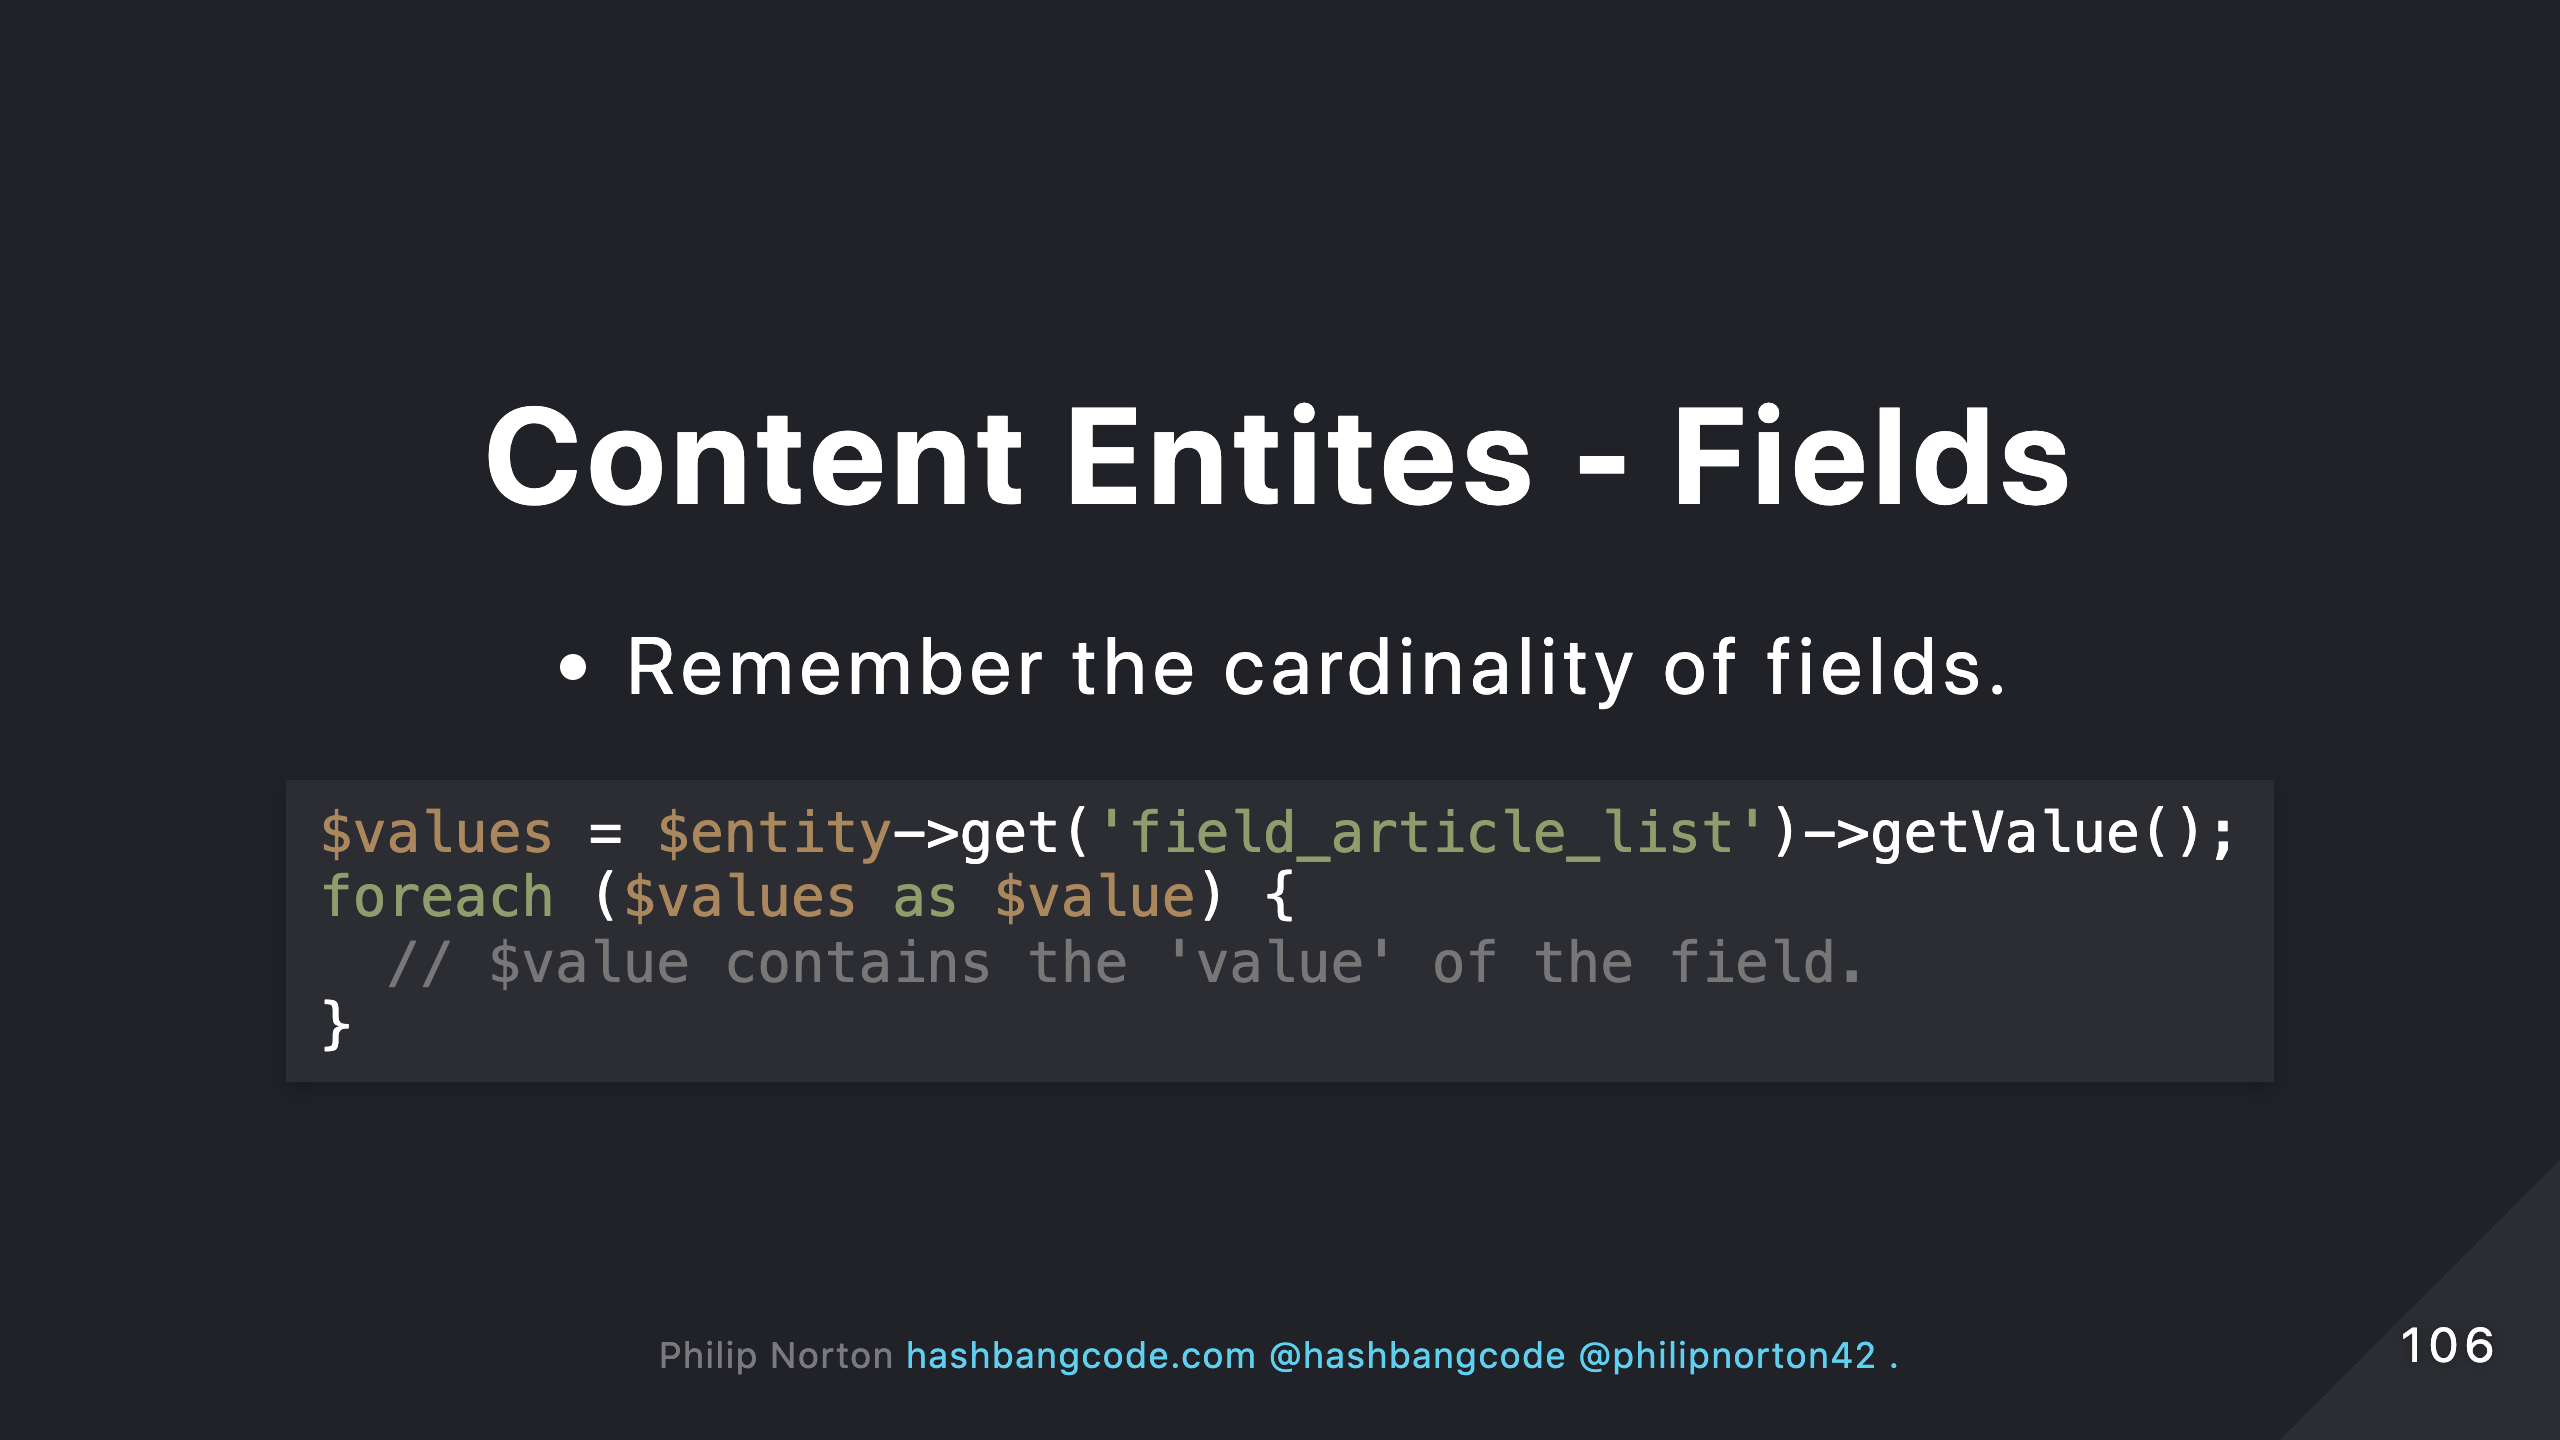 Content Entites - Fields
• Remember the cardinality of fields.
$values = $entity->get('field_article_list')->getValue();
foreach ($values as $value) {
  // $value contains the 'value' of the field.
}
Philip Norton hashbangcode.com @hashbangcode @philipnorton42 .
106